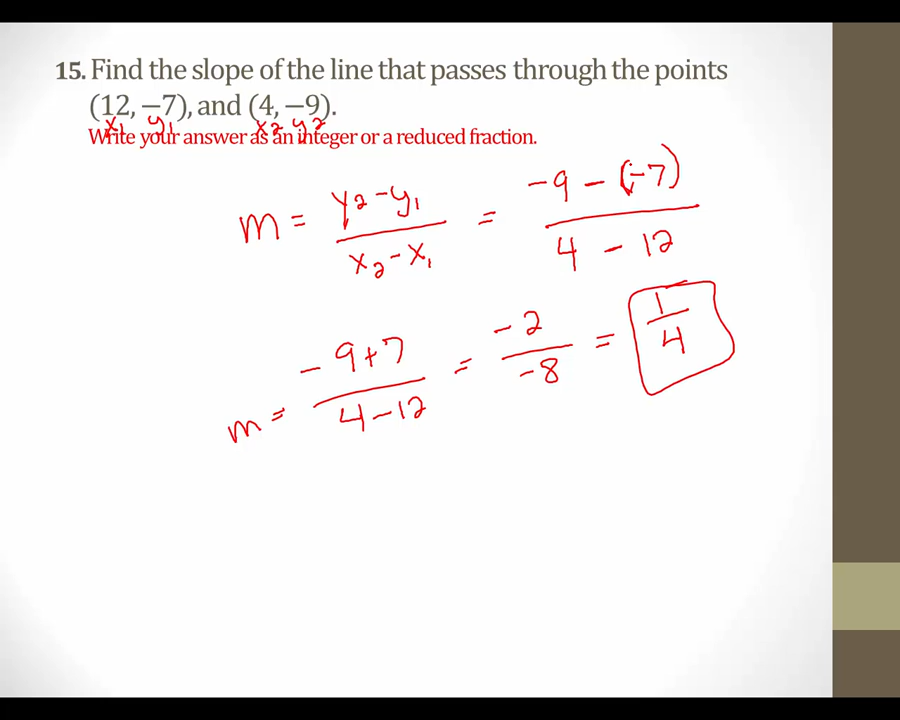 15. Find the slope of the line that passes through the points
(12, −7), and (4, −9).
x1 y1 x2 y2
Write your answer as an integer or a reduced fraction.
m = y2 − y1 / x2 − x1 = −9 − (−7) / 4 − 12
m = −9+7 / 4−12 = −2 / −8 = 1/4